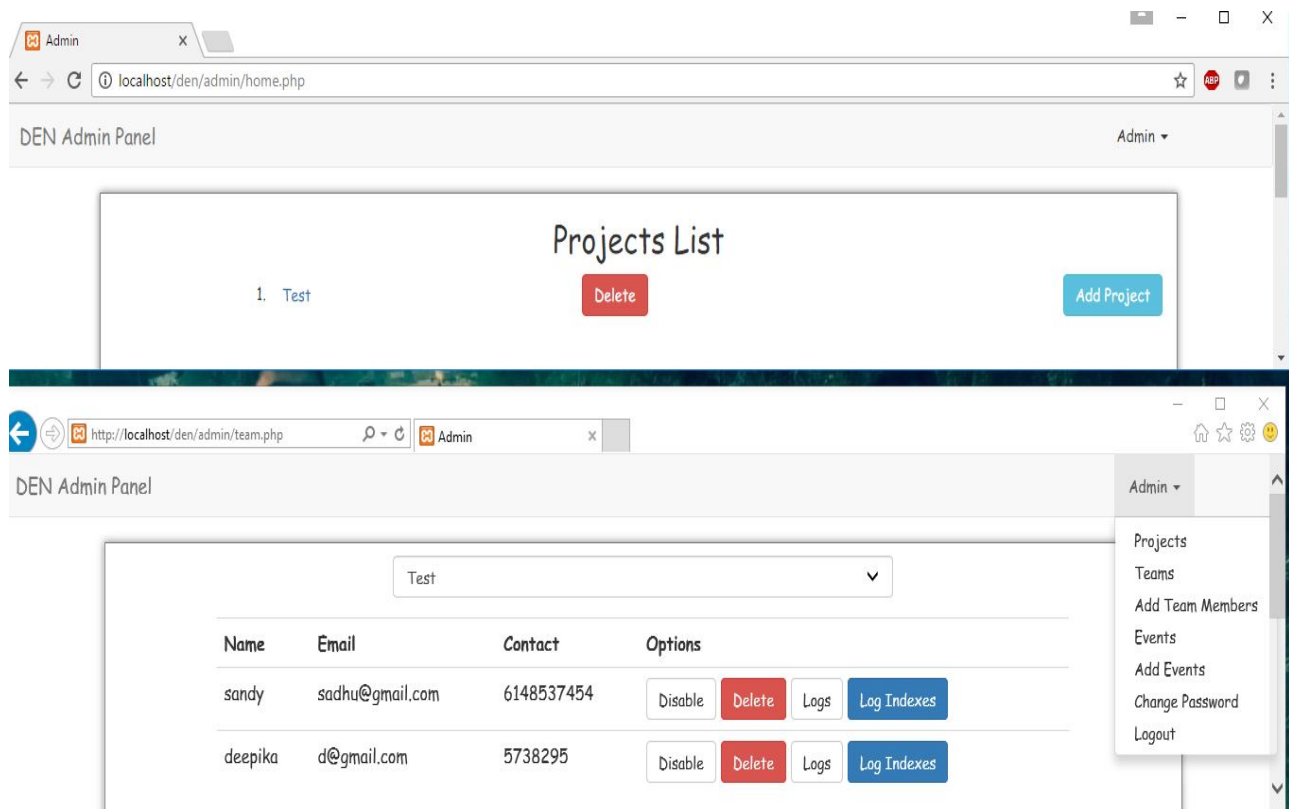 Admin
localhost/den/admin/home.php
ABP
DEN Admin Panel
Admin
Projects List
1. Test
Delete
Add Project
http://localhost/den/admin/team.php
Admin
DEN Admin Panel
Admin
Projects
Teams
Add Team Members
Events
Add Events
Change Password
Logout
Test
Name Email Contact Options
sandy sadhu@gmail.com 6148537454 Disable Delete Logs Log Indexes
deepika d@gmail.com 5738295 Disable Delete Logs Log Indexes